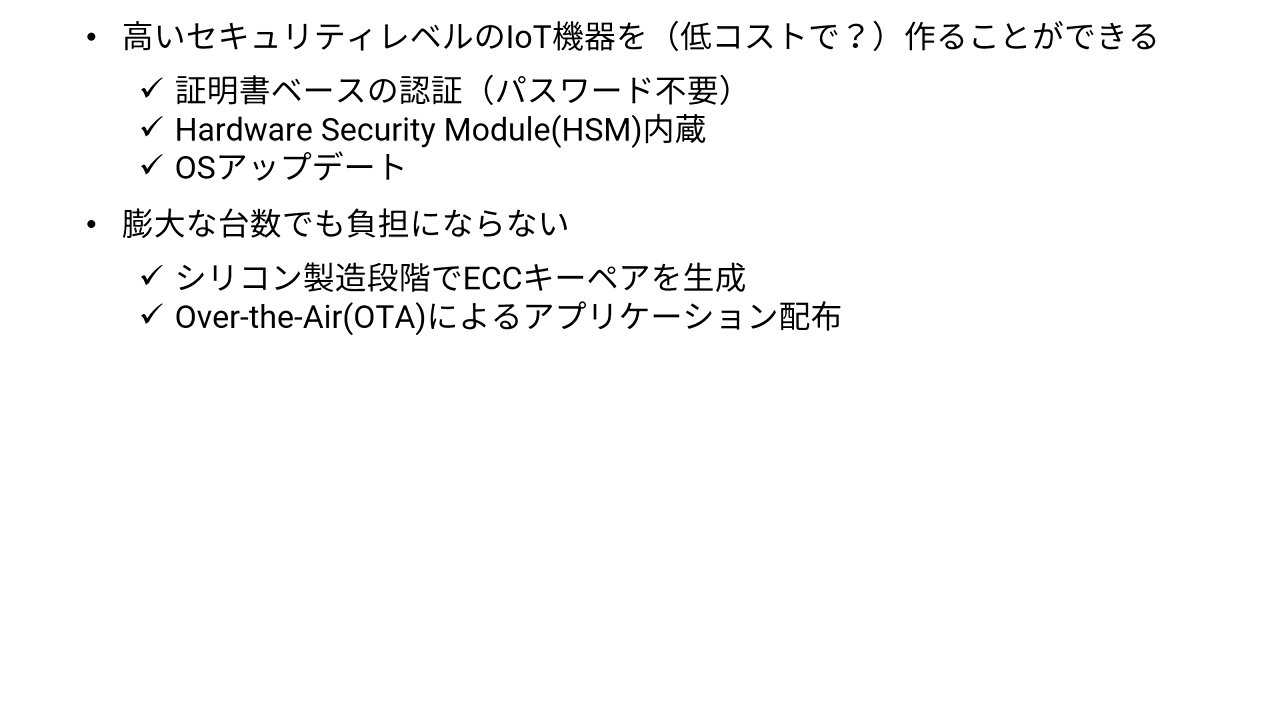 • 高いセキュリティレベルのIoT機器を（低コストで？）作ることができる
✓ 証明書ベースの認証（パスワード不要）
✓ Hardware Security Module(HSM)内蔵
✓ OSアップデート
• 膨大な台数でも負担にならない
✓ シリコン製造段階でECCキーペアを生成
✓ Over-the-Air(OTA)によるアプリケーション配布